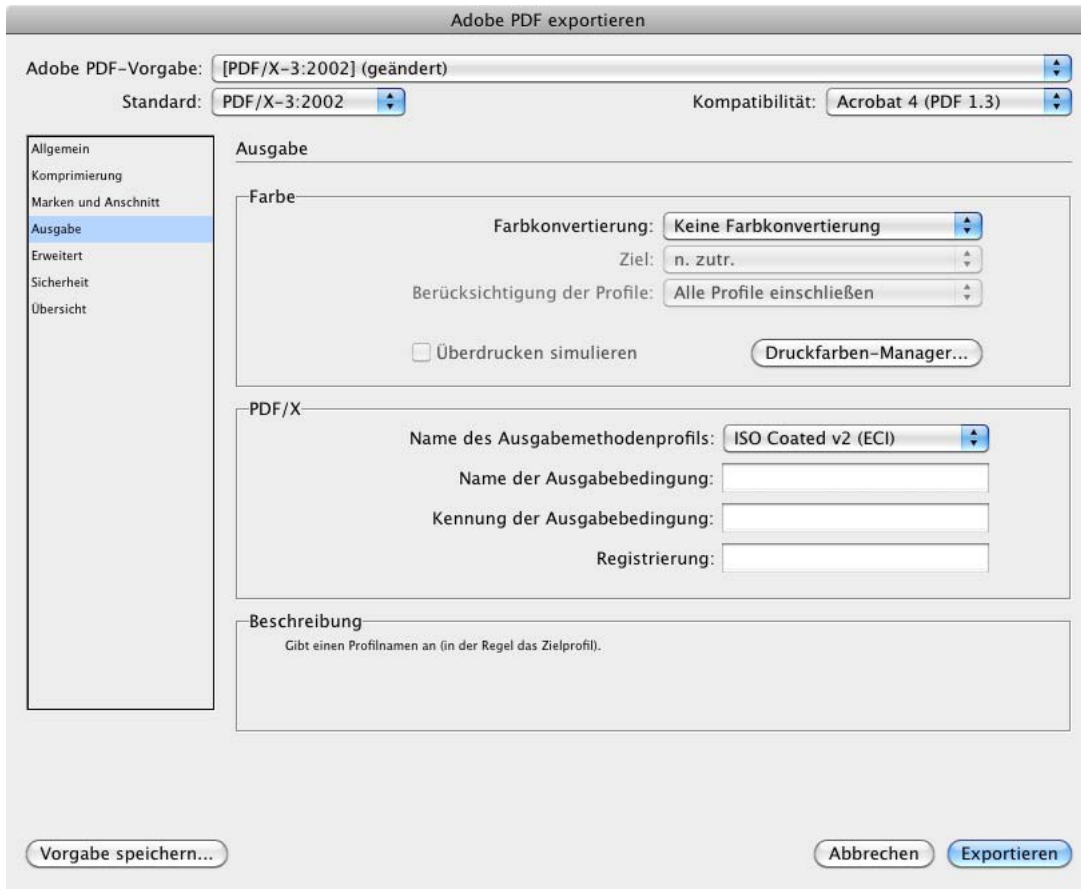 Adobe PDF exportieren
Adobe PDF-Vorgabe: [PDF/X-3:2002] (geändert)
Standard: PDF/X-3:2002 Kompatibilität: Acrobat 4 (PDF 1.3)
Allgemein
Komprimierung
Marken und Anschnitt
Ausgabe
Erweitert
Sicherheit
Übersicht
Ausgabe
Farbe
Farbkonvertierung: Keine Farbkonvertierung
Ziel: n. zutr.
Berücksichtigung der Profile: Alle Profile einschließen
Überdrucken simulieren Druckfarben-Manager...
PDF/X
Name des Ausgabemethodenprofils: ISO Coated v2 (ECI)
Name der Ausgabebedingung:
Kennung der Ausgabebedingung:
Registrierung:
Beschreibung
Gibt einen Profilnamen an (in der Regel das Zielprofil).
Vorgabe speichern... Abbrechen Exportieren